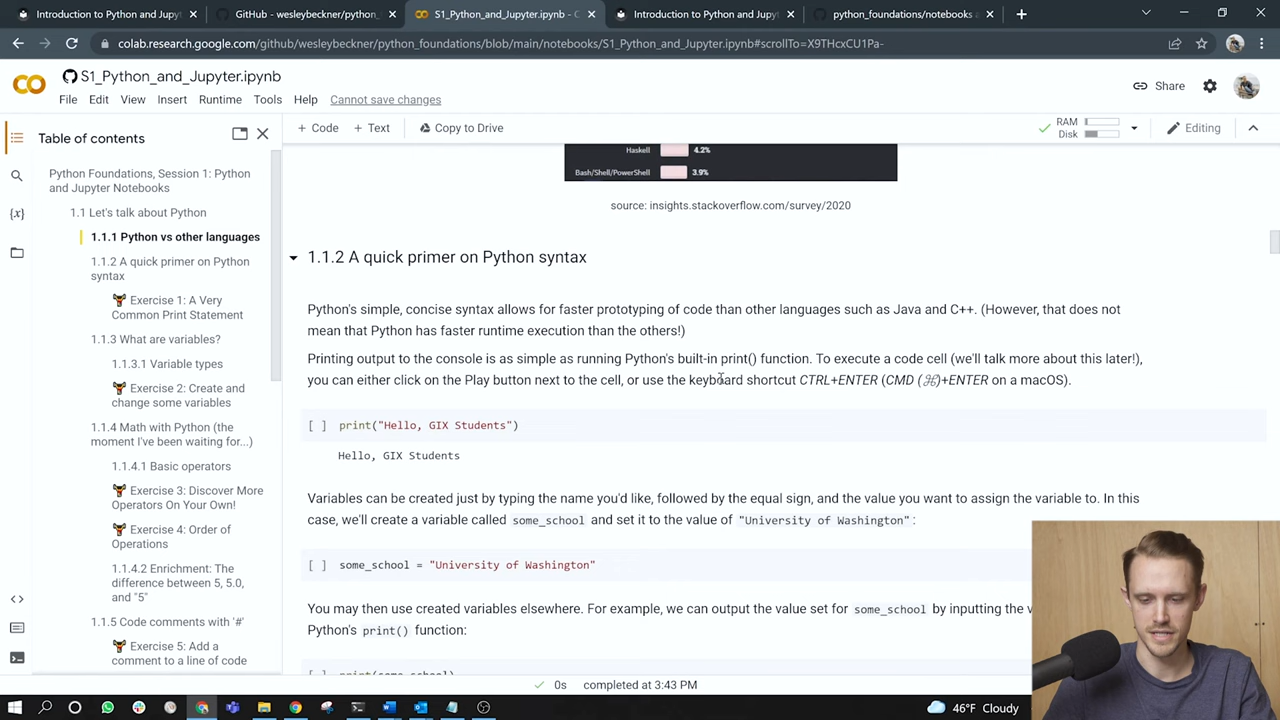 Introduction to Python and Jupyt
GitHub - wesleybeckner/python_
S1_Python_and_Jupyter.ipynb - C
Introduction to Python and Jupyt
python_foundations/notebooks a
colab.research.google.com/github/wesleybeckner/python_foundations/blob/main/notebooks/S1_Python_and_Jupyter.ipynb#scrollTo=X9THcxCU1Pa-
S1_Python_and_Jupyter.ipynb
File Edit View Insert Runtime Tools Help Cannot save changes
Share
+ Code + Text Copy to Drive
RAM
Disk
Editing
Table of contents
Python Foundations, Session 1: Python
and Jupyter Notebooks
1.1 Let's talk about Python
1.1.1 Python vs other languages
1.1.2 A quick primer on Python
syntax
Exercise 1: A Very
Common Print Statement
1.1.3 What are variables?
1.1.3.1 Variable types
Exercise 2: Create and
change some variables
1.1.4 Math with Python (the
moment I've been waiting for...)
1.1.4.1 Basic operators
Exercise 3: Discover More
Operators On Your Own!
Exercise 4: Order of
Operations
1.1.4.2 Enrichment: The
difference between 5, 5.0,
and "5"
1.1.5 Code comments with '#'
Exercise 5: Add a
comment to a line of code
Haskell 4.2%
Bash/Shell/PowerShell 3.9%
source: insights.stackoverflow.com/survey/2020
1.1.2 A quick primer on Python syntax
Python's simple, concise syntax allows for faster prototyping of code than other languages such as Java and C++. (However, that does not
mean that Python has faster runtime execution than the others!)
Printing output to the console is as simple as running Python's built-in print() function. To execute a code cell (we'll talk more about this later!),
you can either click on the Play button next to the cell, or use the keyboard shortcut CTRL+ENTER (CMD (⌘)+ENTER on a macOS).
[ ] print("Hello, GIX Students")
Hello, GIX Students
Variables can be created just by typing the name you'd like, followed by the equal sign, and the value you want to assign the variable to. In this
case, we'll create a variable called some_school and set it to the value of "University of Washington":
[ ] some_school = "University of Washington"
You may then use created variables elsewhere. For example, we can output the value set for some_school by inputting the
Python's print() function:
[ ] print(some_school)
0s completed at 3:43 PM
46°F Cloudy